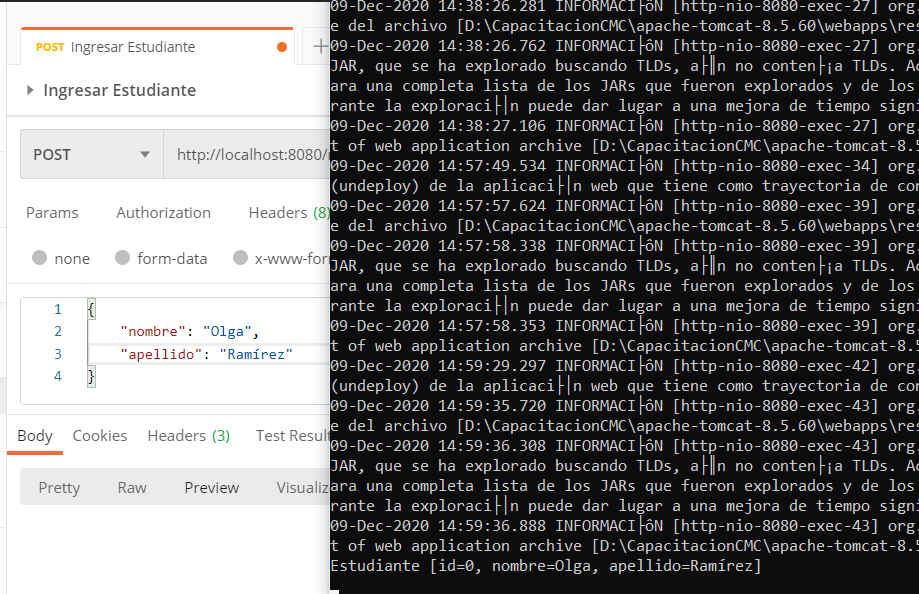 POST Ingresar Estudiante
Ingresar Estudiante
POST
http://localhost:8080/
Params Authorization Headers (8)
none form-data x-www-for
1 {
2 "nombre": "Olga",
3 "apellido": "Ramírez"
4 }
Body Cookies Headers (3) Test Result
Pretty Raw Preview Visualiz
09-Dec-2020 14:38:26.281 INFORMACI├ôN [http-nio-8080-exec-27] org.
e del archivo [D:\CapacitacionCMC\apache-tomcat-8.5.60\webapps\res
09-Dec-2020 14:38:26.762 INFORMACI├ôN [http-nio-8080-exec-27] org.
JAR, que se ha explorado buscando TLDs, a├║n no conten├¡a TLDs. Ac
ara una completa lista de los JARs que fueron explorados y de los
rante la exploraci├│n puede dar lugar a una mejora de tiempo signi
09-Dec-2020 14:38:27.106 INFORMACI├ôN [http-nio-8080-exec-27] org.
t of web application archive [D:\CapacitacionCMC\apache-tomcat-8.5
09-Dec-2020 14:57:49.534 INFORMACI├ôN [http-nio-8080-exec-34] org.
(undeploy) de la aplicaci├│n web que tiene como trayectoria de con
09-Dec-2020 14:57:57.624 INFORMACI├ôN [http-nio-8080-exec-39] org.
e del archivo [D:\CapacitacionCMC\apache-tomcat-8.5.60\webapps\res
09-Dec-2020 14:57:58.338 INFORMACI├ôN [http-nio-8080-exec-39] org.
JAR, que se ha explorado buscando TLDs, a├║n no conten├¡a TLDs. Ac
ara una completa lista de los JARs que fueron explorados y de los
rante la exploraci├│n puede dar lugar a una mejora de tiempo signi
09-Dec-2020 14:57:58.353 INFORMACI├ôN [http-nio-8080-exec-39] org.
t of web application archive [D:\CapacitacionCMC\apache-tomcat-8.5
09-Dec-2020 14:59:29.297 INFORMACI├ôN [http-nio-8080-exec-42] org.
(undeploy) de la aplicaci├│n web que tiene como trayectoria de con
09-Dec-2020 14:59:35.720 INFORMACI├ôN [http-nio-8080-exec-43] org.
e del archivo [D:\CapacitacionCMC\apache-tomcat-8.5.60\webapps\res
09-Dec-2020 14:59:36.308 INFORMACI├ôN [http-nio-8080-exec-43] org.
JAR, que se ha explorado buscando TLDs, a├║n no conten├¡a TLDs. Ac
ara una completa lista de los JARs que fueron explorados y de los
rante la exploraci├│n puede dar lugar a una mejora de tiempo signi
09-Dec-2020 14:59:36.888 INFORMACI├ôN [http-nio-8080-exec-43] org.
t of web application archive [D:\CapacitacionCMC\apache-tomcat-8.5
Estudiante [id=0, nombre=Olga, apellido=Ramírez]